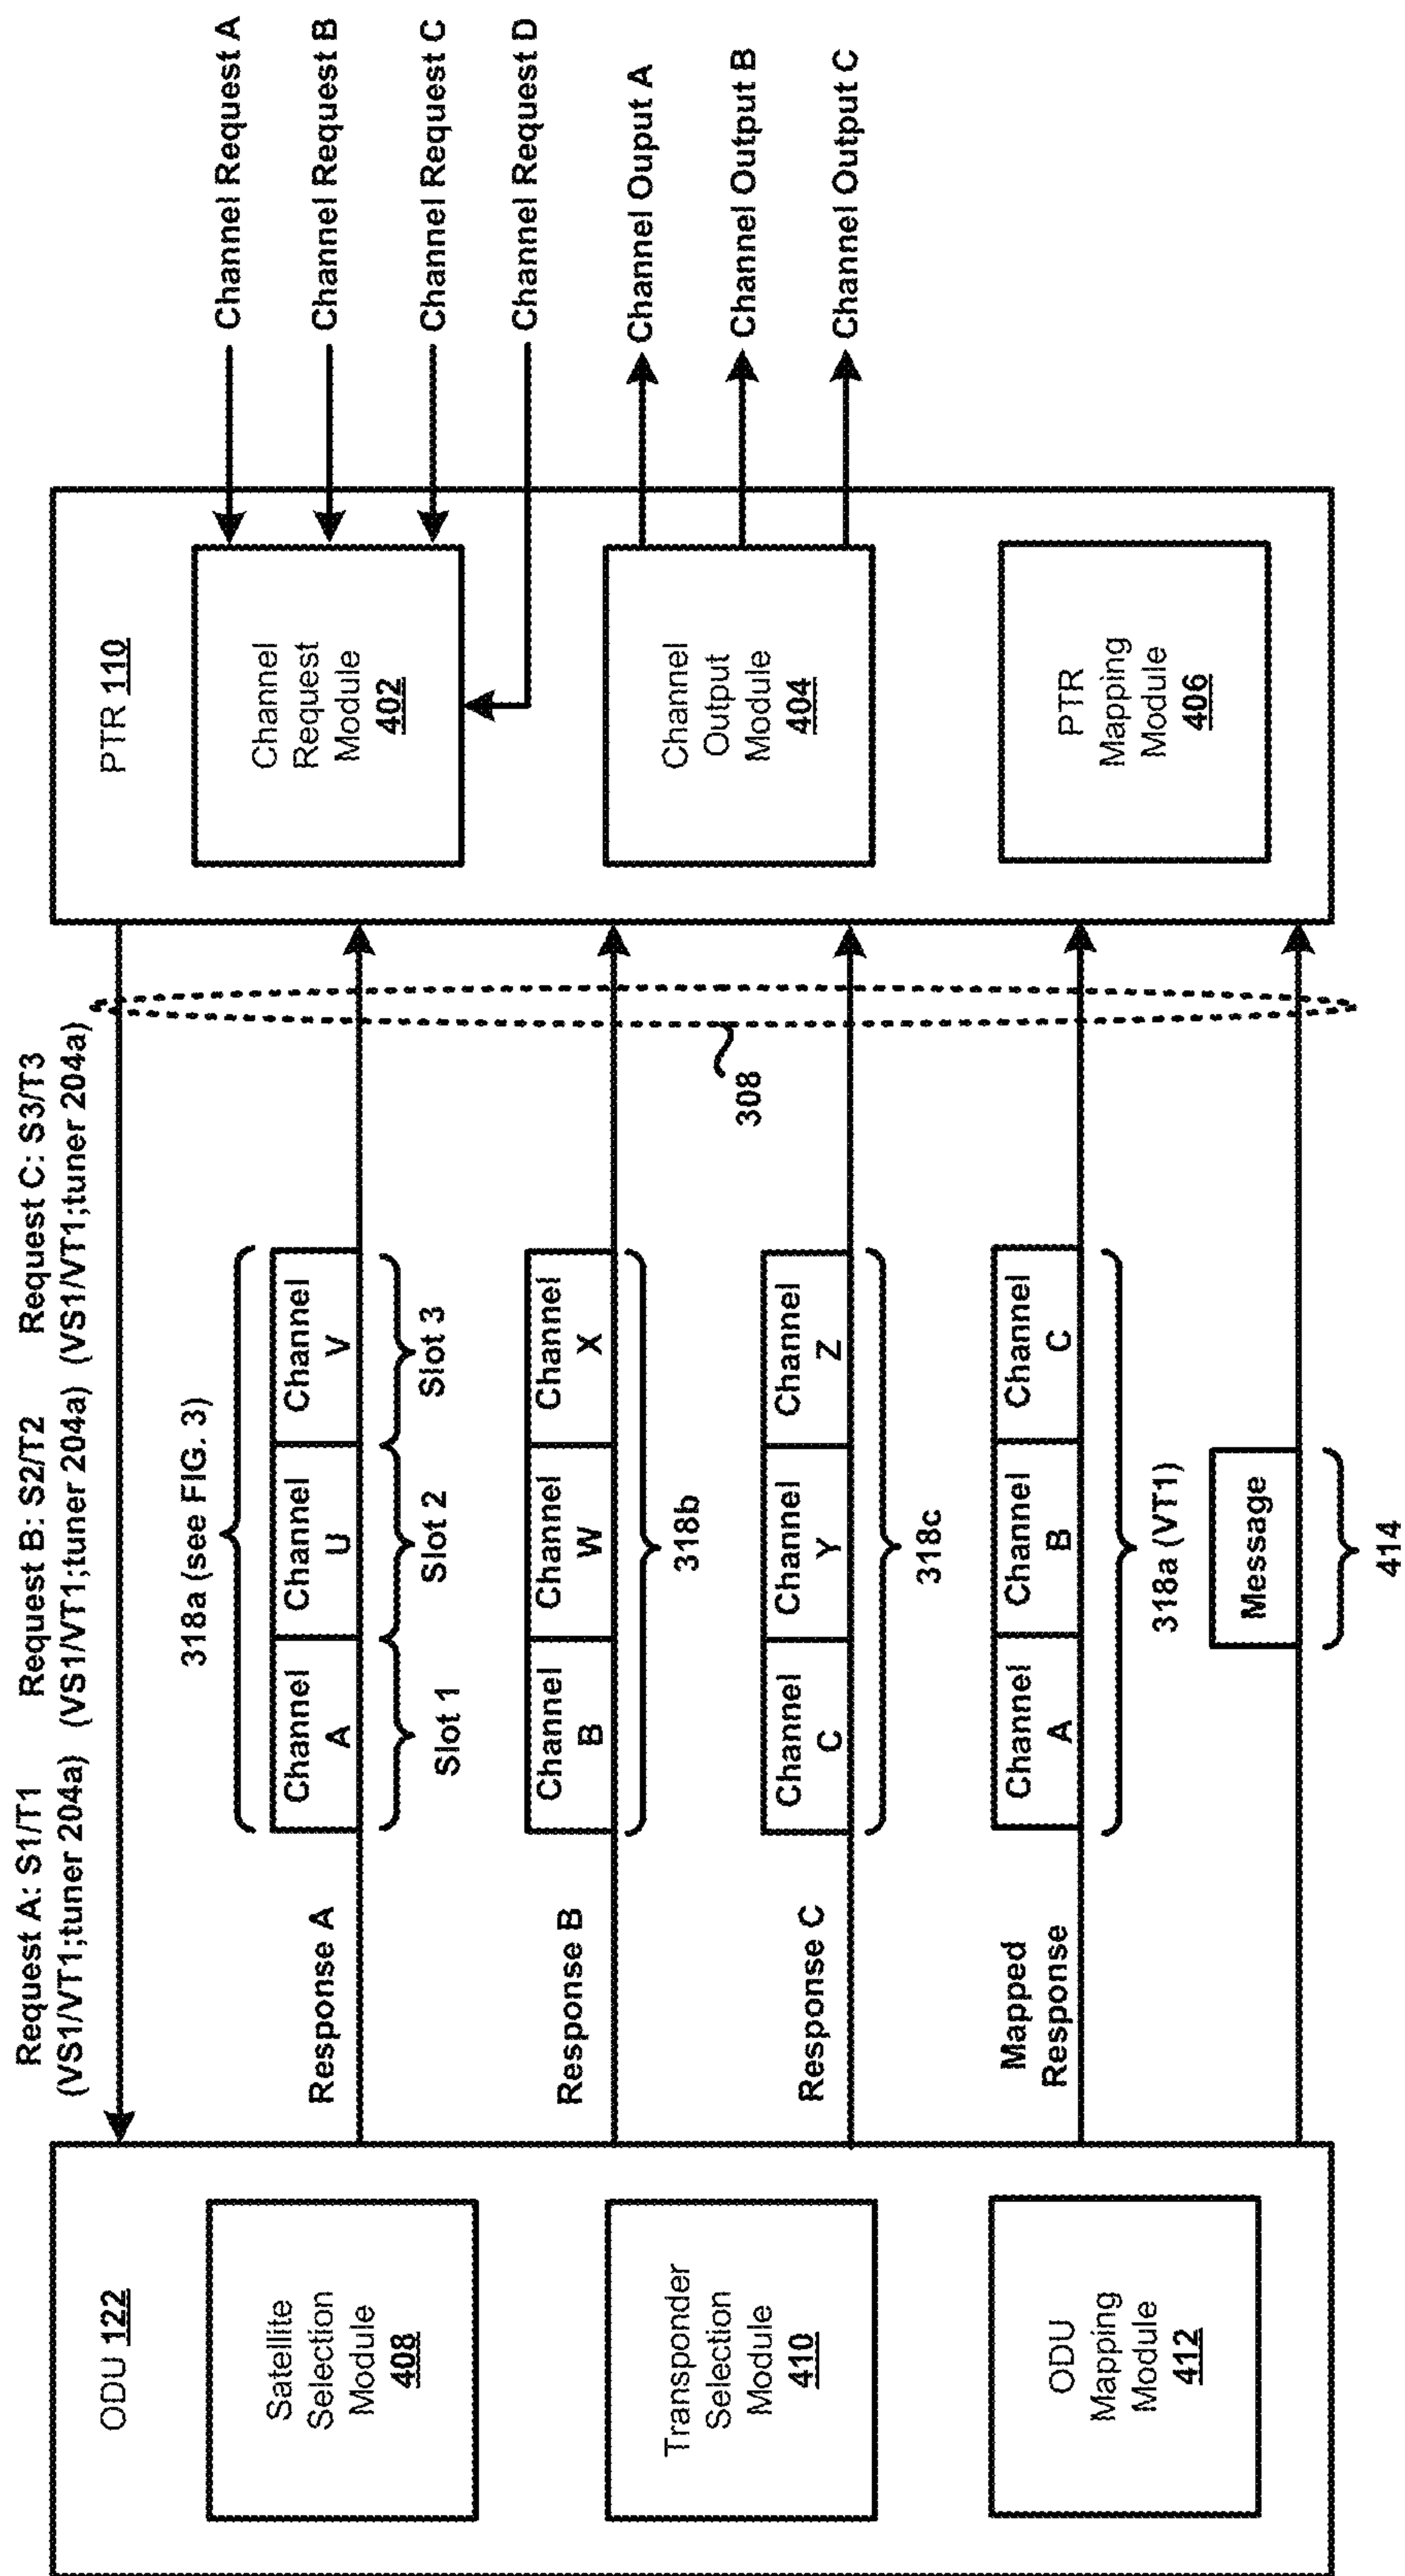 Request A: S1/T1
(VS1/VT1;tuner 204a)
Request B: S2/T2
(VS1/VT1;tuner 204a)
Request C: S3/T3
(VS1/VT1;tuner 204a)
ODU 122
Satellite
Selection
Module
408
Transponder
Selection
Module
410
ODU
Mapping
Module
412
318a (see FIG. 3)
Response A
Channel
A
Channel
U
Channel
V
Slot 1
Slot 2
Slot 3
Response B
Channel
B
Channel
W
Channel
X
318b
Response C
Channel
C
Channel
Y
Channel
Z
318c
Mapped
Response
Channel
A
Channel
B
Channel
C
318a (VT1)
Message
414
308
PTR 110
Channel
Request
Module
402
Channel
Output
Module
404
PTR
Mapping
Module
406
Channel Request A
Channel Request B
Channel Request C
Channel Request D
Channel Ouput A
Channel Output B
Channel Output C